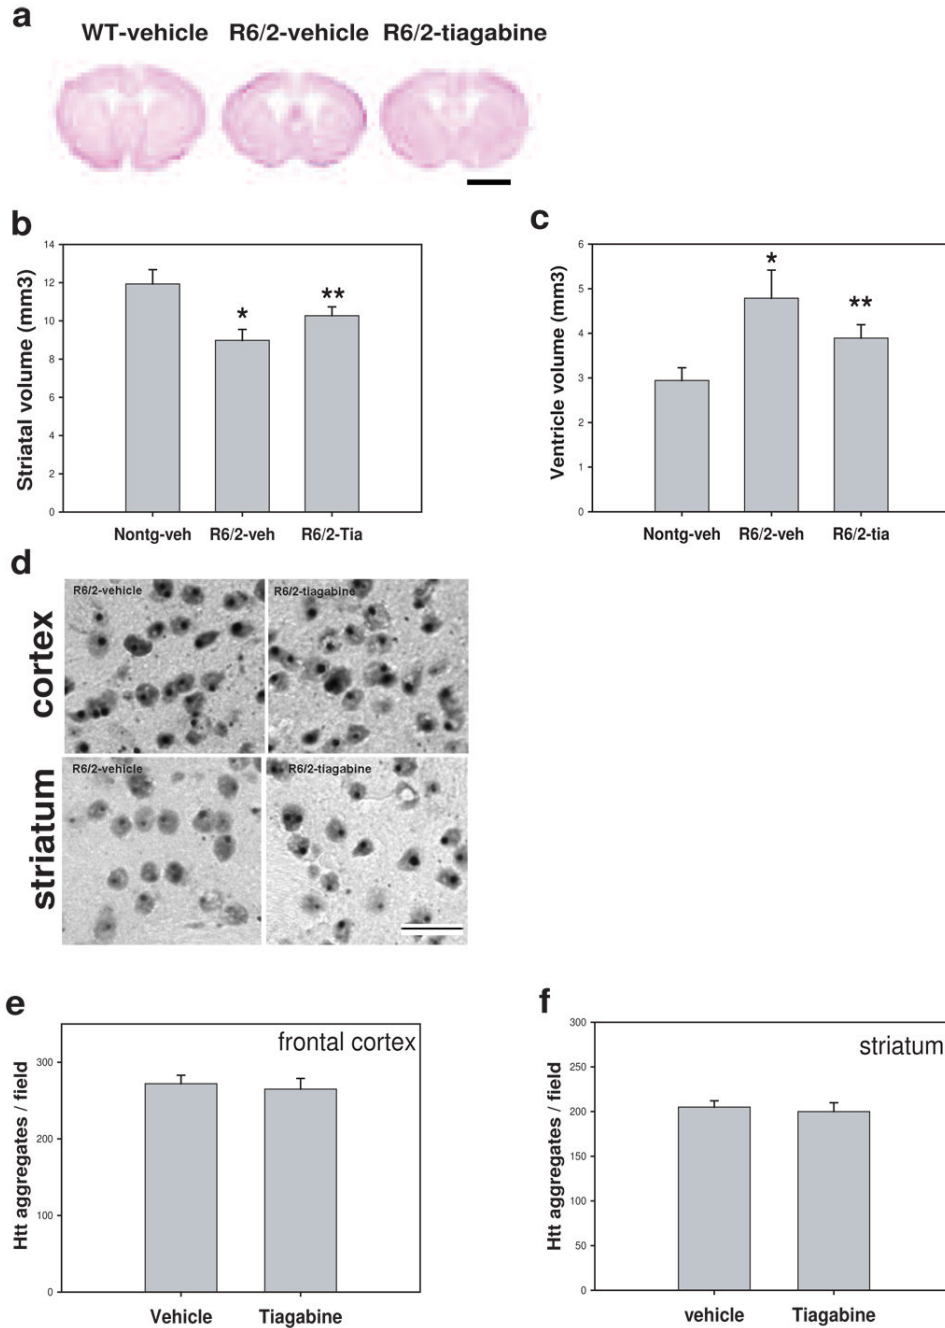 a
WT-vehicle R6/2-vehicle R6/2-tiagabine
b
Striatal volume (mm3)
14
12
10
8
6
4
2
0
*
**
Nontg-veh R6/2-veh R6/2-Tia
c
Ventricle volume (mm3)
6
5
4
3
2
1
0
*
**
Nontg-veh R6/2-veh R6/2-tia
d
cortex
R6/2-vehicle R6/2-tiagabine
striatum
R6/2-vehicle R6/2-tiagabine
e
frontal cortex
Htt aggregates / field
300
200
100
0
Vehicle Tiagabine
f
striatum
Htt aggregates / field
300
250
200
150
100
50
0
vehicle Tiagabine